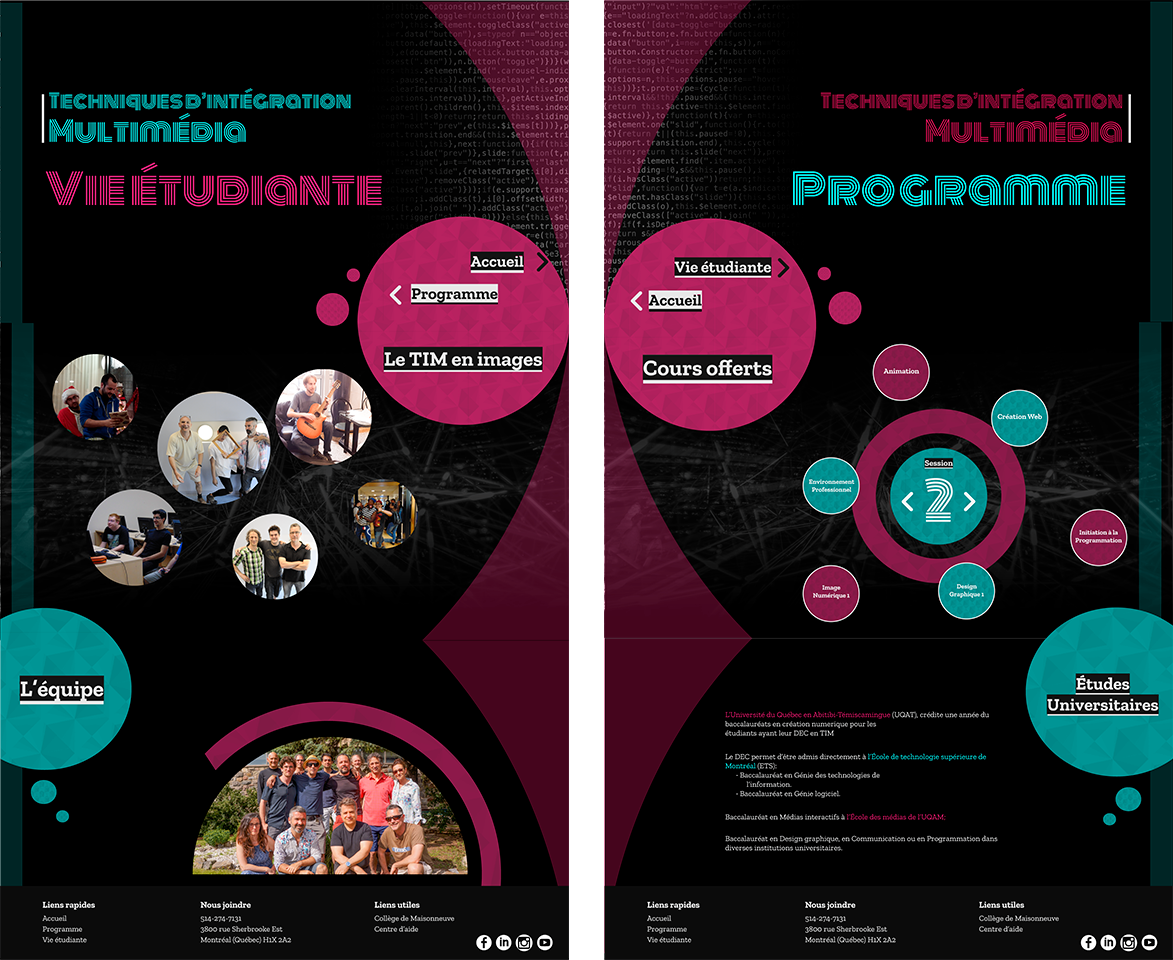 Techniques d'intégration
Multimédia
Vie étudiante
Accueil
Programme
Le TIM en images
L'équipe
Liens rapides
Accueil
Programme
Vie étudiante
Nous joindre
514-274-7131
3800 rue Sherbrooke Est
Montréal (Québec) H1X 2A2
Liens utiles
Collège de Maisonneuve
Centre d'aide
Techniques d'intégration
Multimédia
Programme
Vie étudiante
Accueil
Cours offerts
Animation
Création Web
Session
2
Environnement
Professionnel
Initiation à la
Programmation
Image
Numérique 1
Design
Graphique 1
Études
Universitaires
L'Université du Québec en Abitibi-Témiscamingue (UQAT), crédite une année du
baccalauréats en création numerique pour les
étudiants ayant leur DEC en TIM
Le DEC permet d'être admis directement à l'École de technologie supérieure de
Montréal (ETS):
- Baccalauréat en Génie des technologies de
l'information.
- Baccalauréat en Génie logiciel.
Baccalauréat en Médias interactifs à l'École des médias de l'UQAM:
Baccalauréat en Design graphique, en Communication ou en Programmation dans
diverses institutions universitaires.
Liens rapides
Accueil
Programme
Vie étudiante
Nous joindre
514-274-7131
3800 rue Sherbrooke Est
Montréal (Québec) H1X 2A2
Liens utiles
Collège de Maisonneuve
Centre d'aide